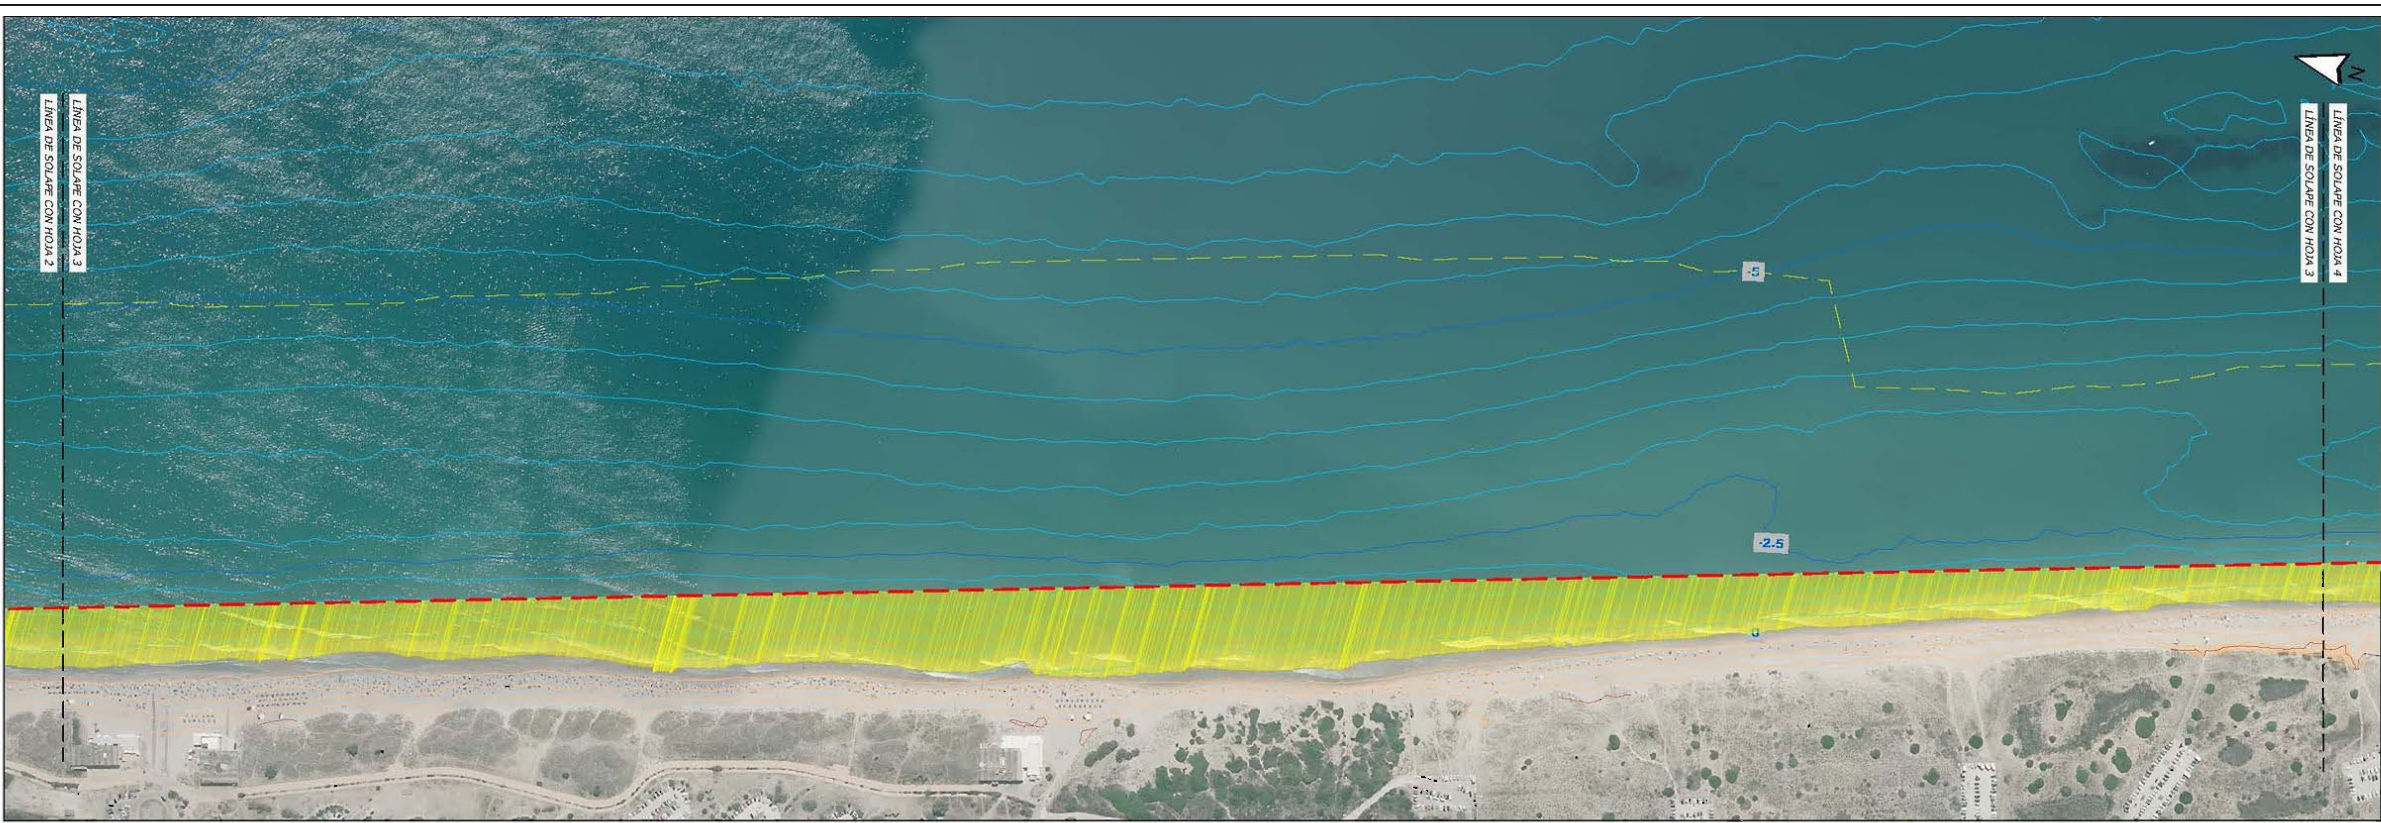 LÍNEA DE SOLAPE CON HOJA 2
LÍNEA DE SOLAPE CON HOJA 3
N
LÍNEA DE SOLAPE CON HOJA 3
LÍNEA DE SOLAPE CON HOJA 4
-5
-2.5
0